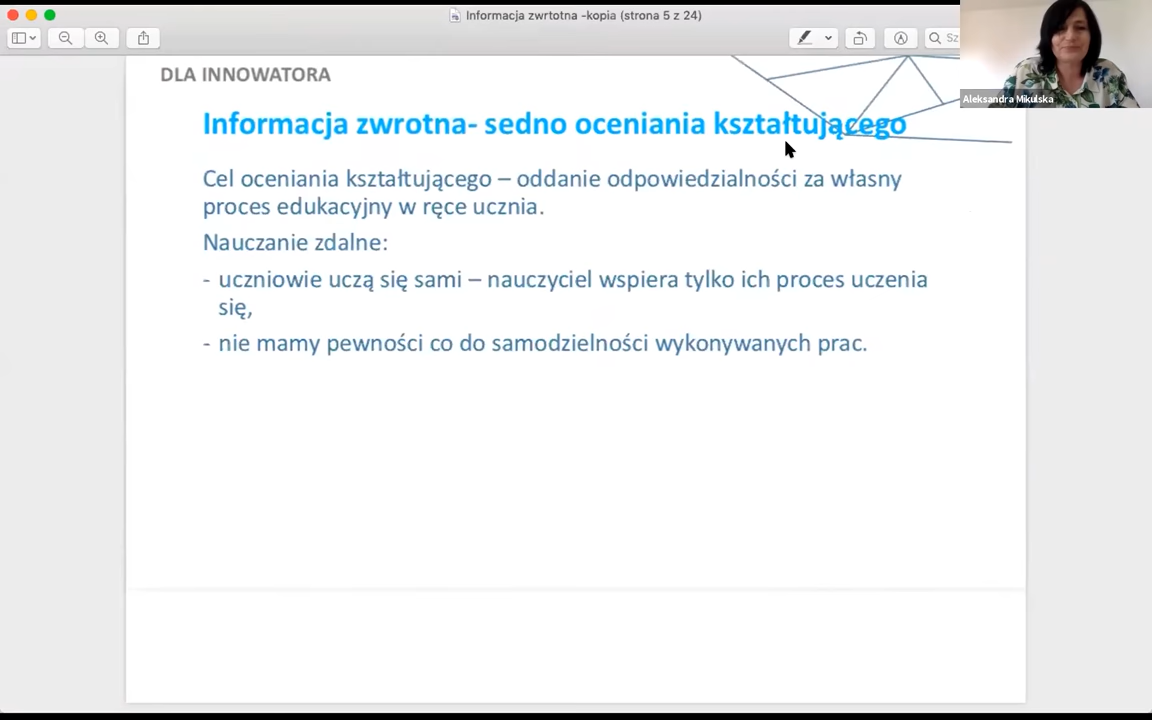 Informacja zwrtotna -kopia (strona 5 z 24)
Sz
Aleksandra Mikulska
DLA INNOWATORA
Informacja zwrotna- sedno oceniania kształtującego
Cel oceniania kształtującego – oddanie odpowiedzialności za własny
proces edukacyjny w ręce ucznia.
Nauczanie zdalne:
- uczniowie uczą się sami – nauczyciel wspiera tylko ich proces uczenia
się,
- nie mamy pewności co do samodzielności wykonywanych prac.